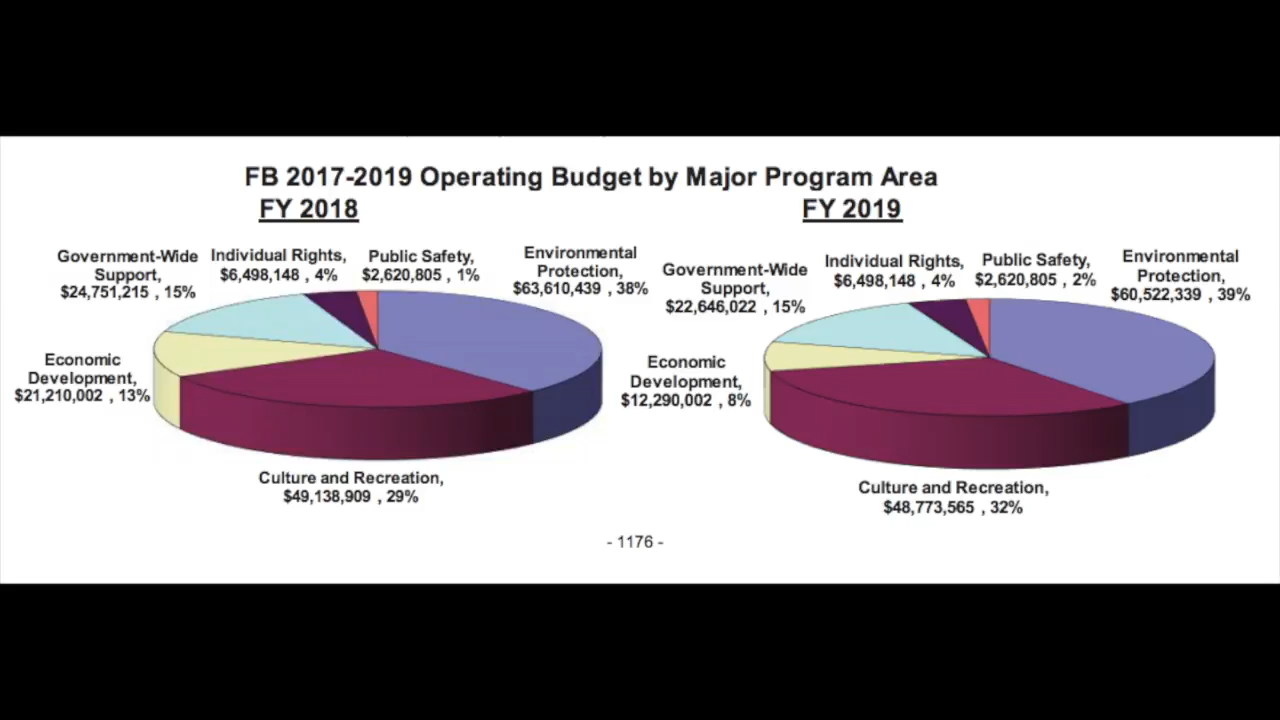 FB 2017-2019 Operating Budget by Major Program Area
FY 2018
FY 2019
Government-Wide
Support,
$24,751,215 , 15%
Individual Rights,
$6,498,148 , 4%
Public Safety,
$2,620,805 , 1%
Environmental
Protection,
$63,610,439 , 38%
Economic
Development,
$21,210,002 , 13%
Culture and Recreation,
$49,138,909 , 29%
Government-Wide
Support,
$22,646,022 , 15%
Individual Rights,
$6,498,148 , 4%
Public Safety,
$2,620,805 , 2%
Environmental
Protection,
$60,522,339 , 39%
Economic
Development,
$12,290,002 , 8%
Culture and Recreation,
$48,773,565 , 32%
- 1176 -